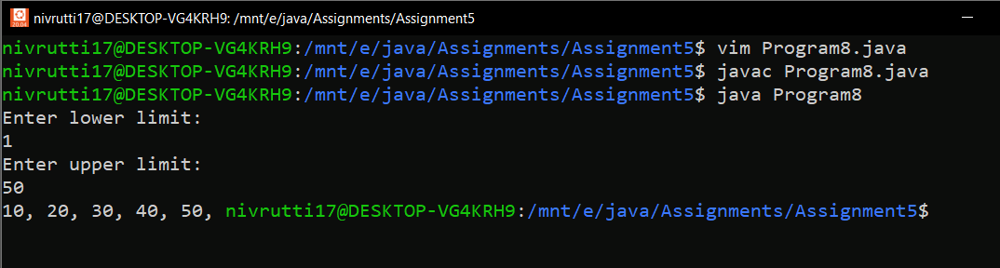 20.04 nivrutti17@DESKTOP-VG4KRH9: /mnt/e/java/Assignments/Assignment5
nivrutti17@DESKTOP-VG4KRH9:/mnt/e/java/Assignments/Assignment5$ vim Program8.java
nivrutti17@DESKTOP-VG4KRH9:/mnt/e/java/Assignments/Assignment5$ javac Program8.java
nivrutti17@DESKTOP-VG4KRH9:/mnt/e/java/Assignments/Assignment5$ java Program8
Enter lower limit:
1
Enter upper limit:
50
10, 20, 30, 40, 50, nivrutti17@DESKTOP-VG4KRH9:/mnt/e/java/Assignments/Assignment5$